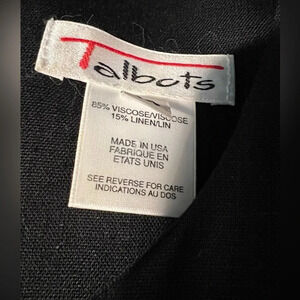 Talbots
85% VISCOSE/VISCOSE
15% LINEN/LIN
MADE IN USA
FABRIQUE EN
ETATS UNIS
SEE REVERSE FOR CARE
INDICATIONS AU DOS